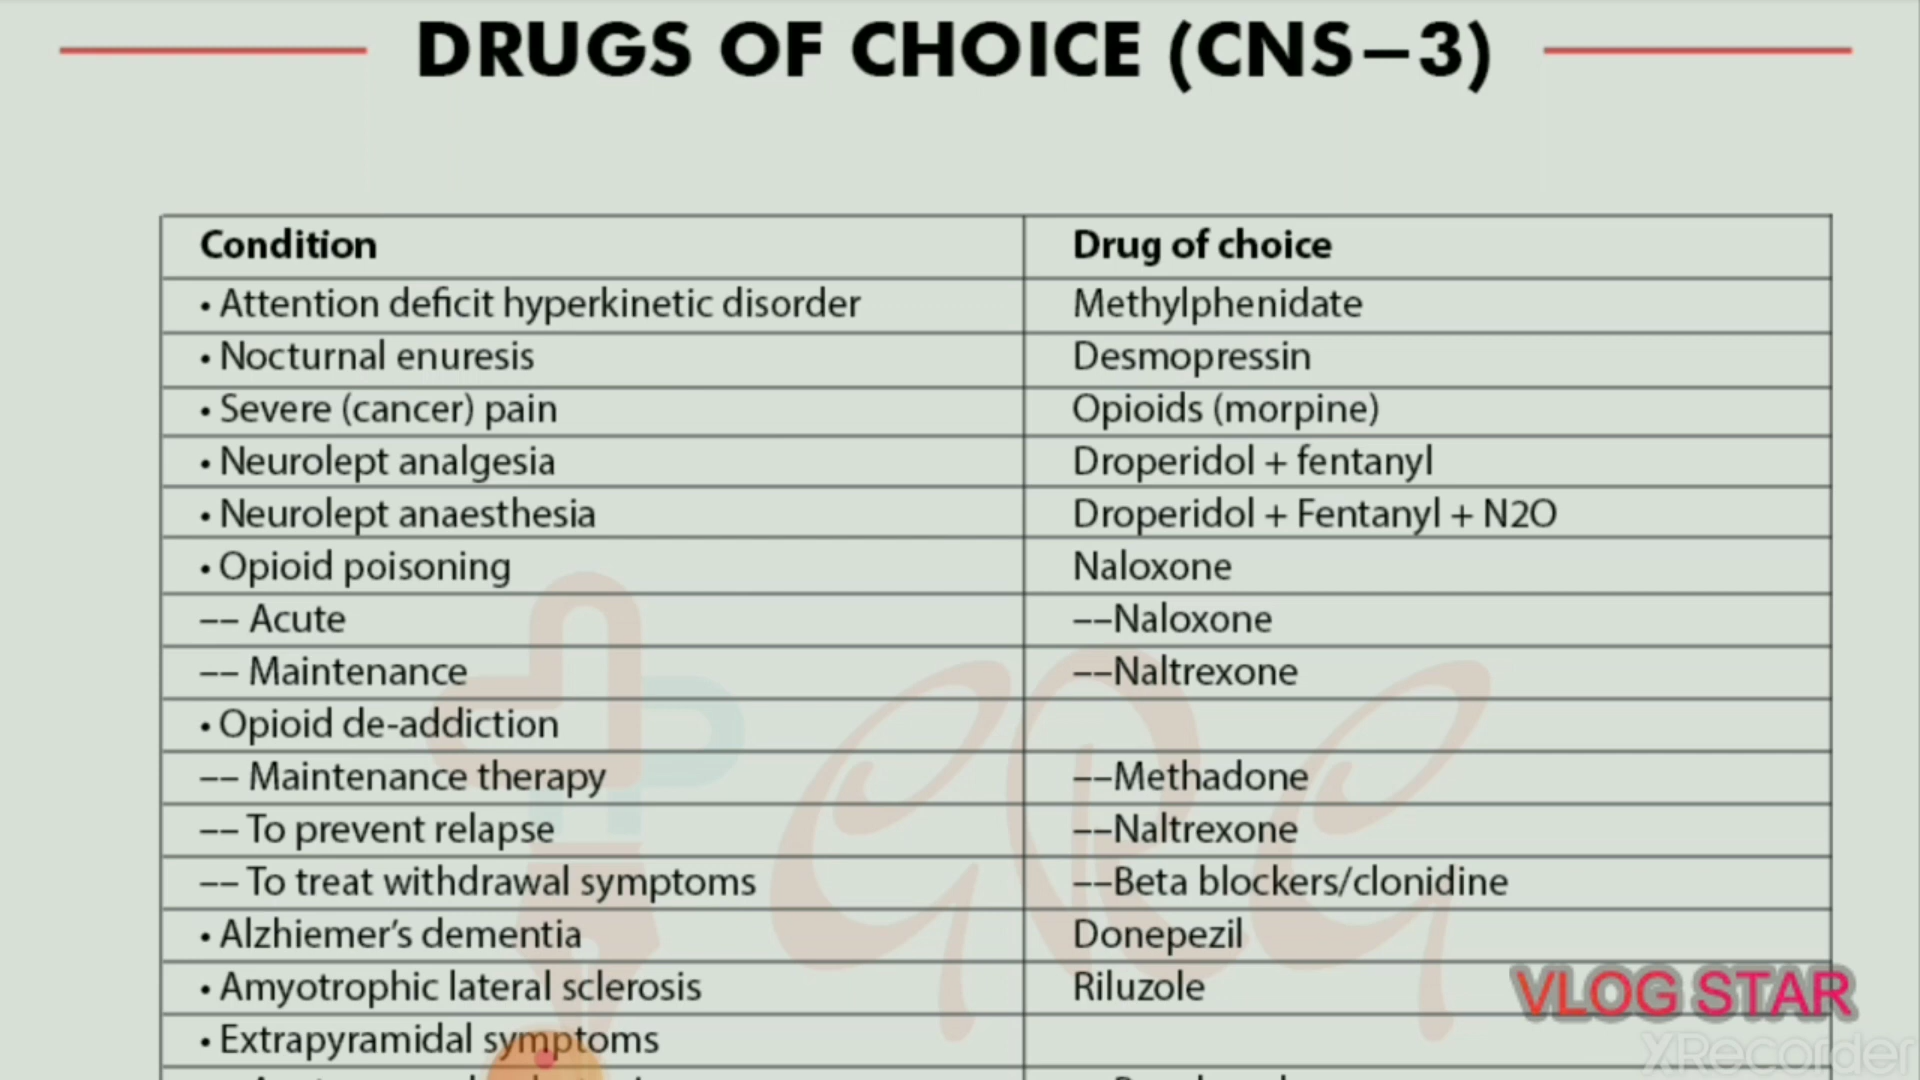 DRUGS OF CHOICE (CNS–3)
Condition Drug of choice
• Attention deficit hyperkinetic disorder Methylphenidate
• Nocturnal enuresis Desmopressin
• Severe (cancer) pain Opioids (morpine)
• Neurolept analgesia Droperidol + fentanyl
• Neurolept anaesthesia Droperidol + Fentanyl + N2O
• Opioid poisoning Naloxone
–– Acute ––Naloxone
–– Maintenance ––Naltrexone
• Opioid de-addiction
–– Maintenance therapy ––Methadone
–– To prevent relapse ––Naltrexone
–– To treat withdrawal symptoms ––Beta blockers/clonidine
• Alzhiemer’s dementia Donepezil
• Amyotrophic lateral sclerosis Riluzole
VLOG STAR
• Extrapyramidal symptoms
XRecorder